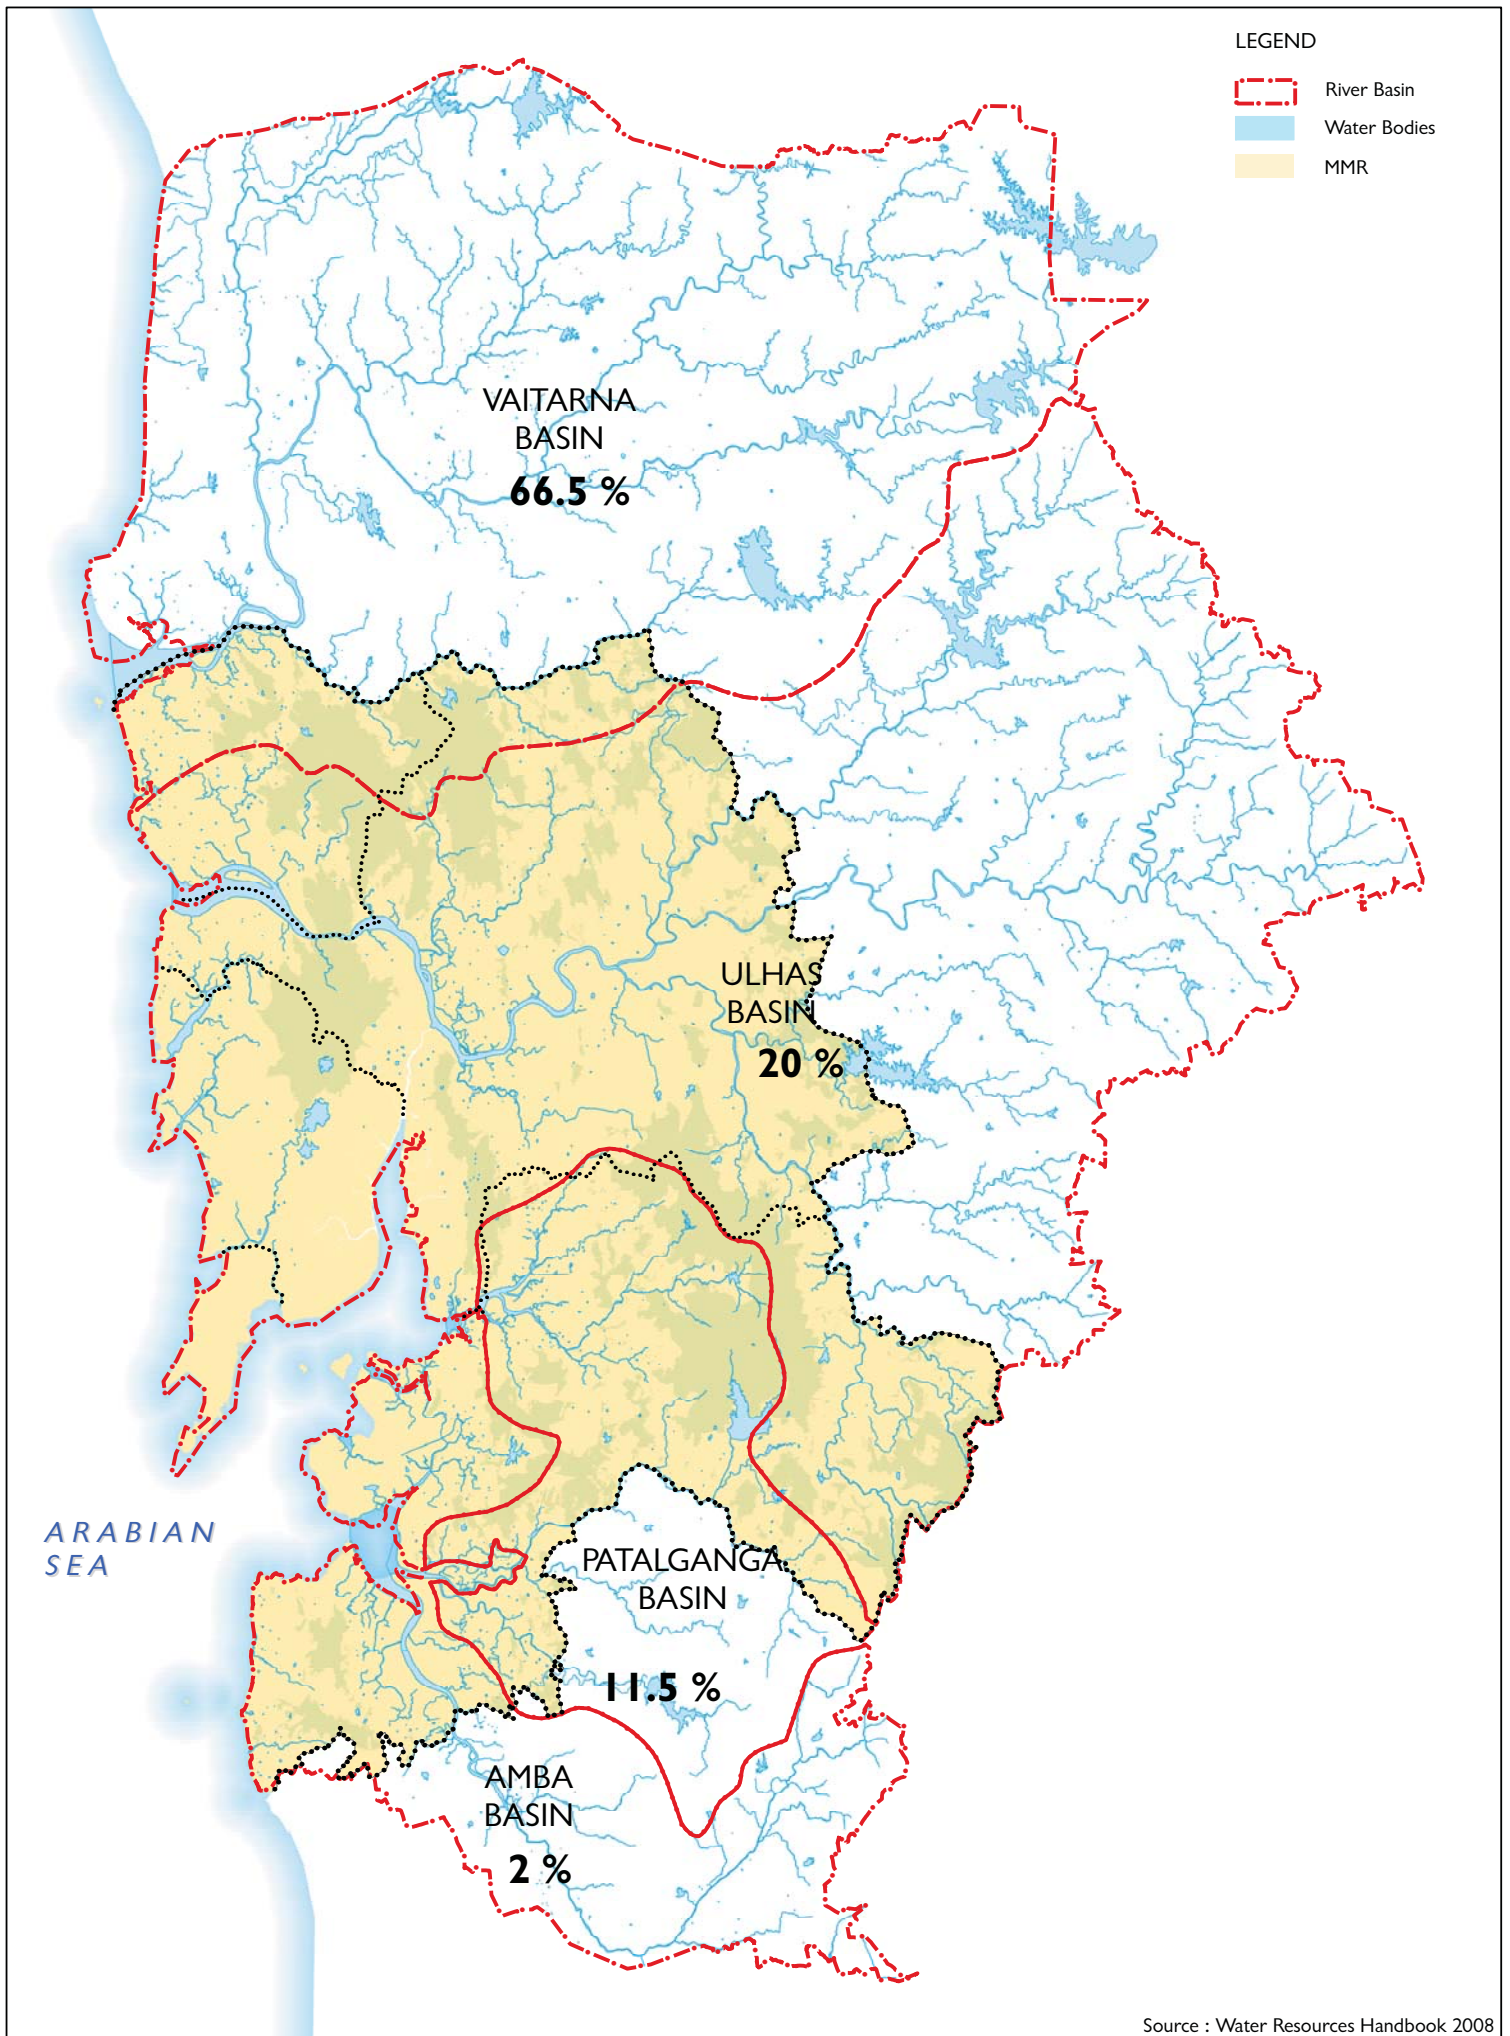 LEGEND
River Basin
Water Bodies
MMR
VAITARNA
BASIN
66.5 %
ULHAS
BASIN
20 %
ARABIAN
SEA
PATALGANGA
BASIN
11.5 %
AMBA
BASIN
2 %
Source : Water Resources Handbook 2008